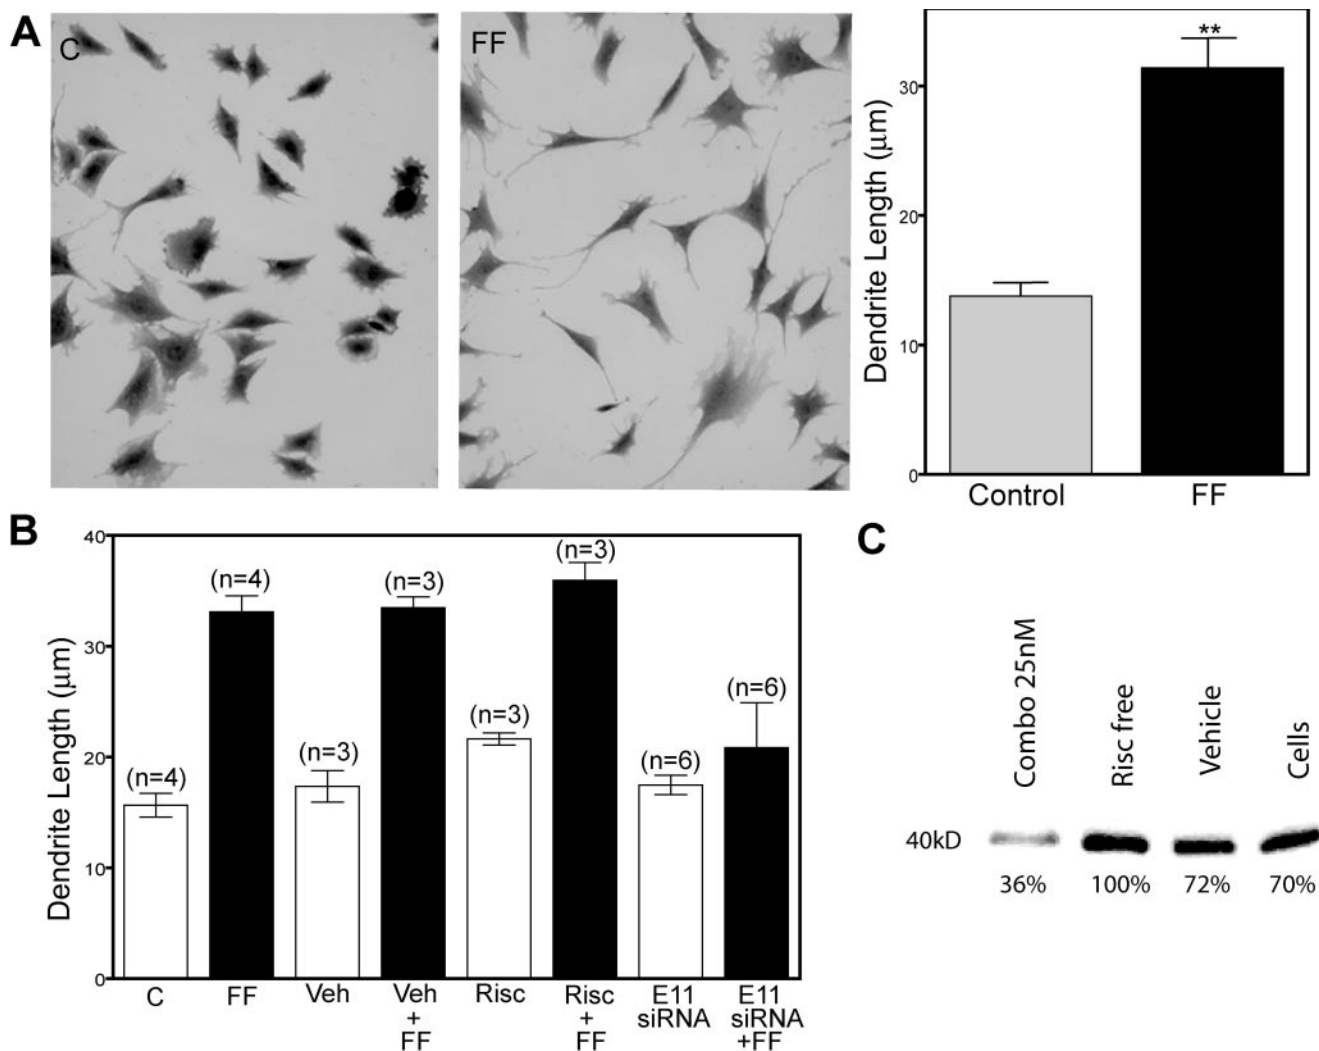 A
C
FF
Dendrite Length (μm)
30
20
10
0
**
Control
FF
B
Dendrite Length (μm)
40
30
20
10
0
(n=4)
(n=4)
(n=3)
(n=3)
(n=3)
(n=3)
(n=6)
(n=6)
C
FF
Veh
Veh
+
FF
Risc
Risc
+
FF
E11
siRNA
E11
siRNA
+FF
C
Combo 25nM
Risc free
Vehicle
Cells
40kD
36%
100%
72%
70%